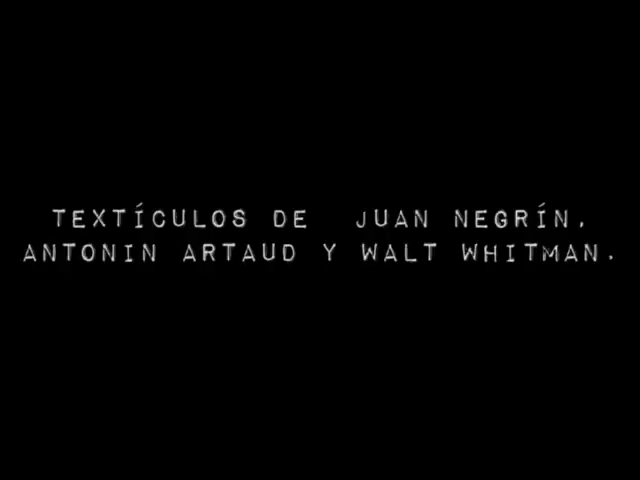 TEXTÍCULOS DE JUAN NEGRÍN,
ANTONIN ARTAUD Y WALT WHITMAN.